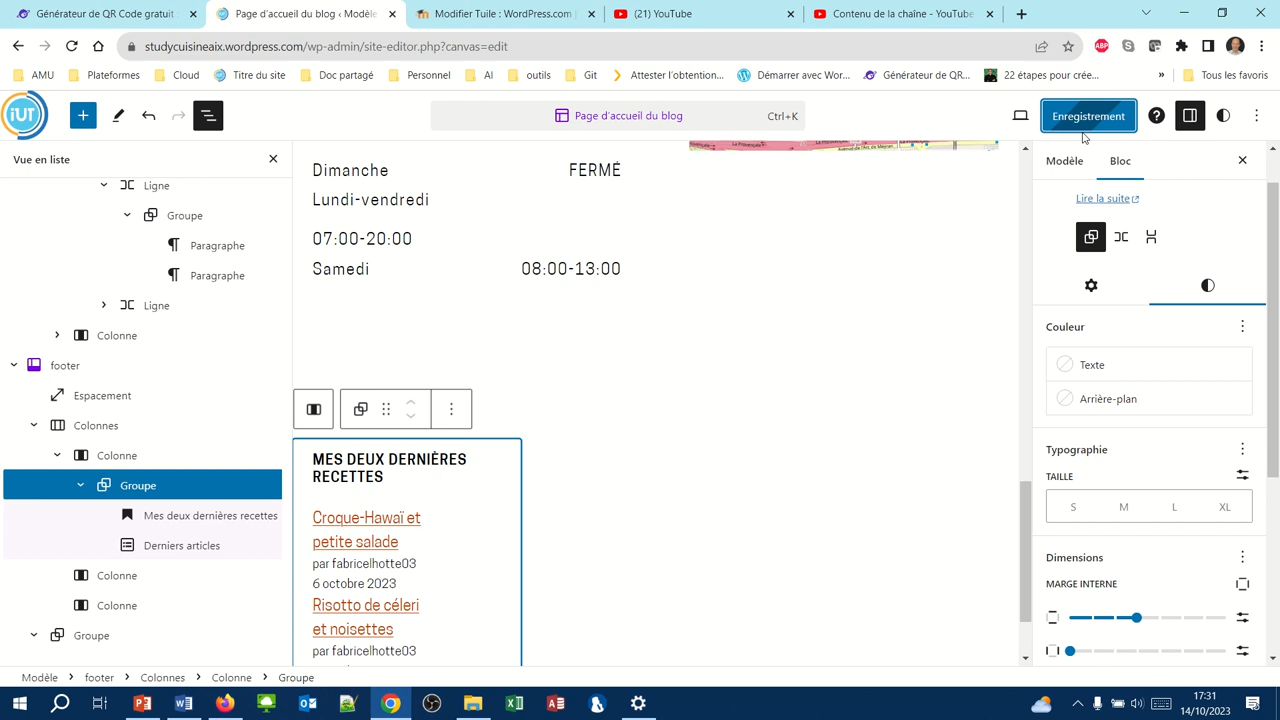 Générateur de QR Codes gratu
Page d'accueil du blog ‹ Modèle
Modifier Tuile : WordPress.com
(21) YouTube
Contenu de la chaîne - YouTube
studycuisineaix.wordpress.com/wp-admin/site-editor.php?canvas=edit
ABP
AMU
Plateformes
Cloud
Titre du site
Doc partagé
Personnel
AI
outils
Git
Attester l'obtention...
Démarrer avec Wor...
Générateur de QR...
22 étapes pour crée...
»
Tous les favoris
iUT
Page d'accueil du blog
Ctrl+K
Enregistrement
Vue en liste
Ligne
Groupe
Paragraphe
Paragraphe
Ligne
Colonne
footer
Espacement
Colonnes
Colonne
Groupe
Mes deux dernières recettes
Derniers articles
Colonne
Colonne
Groupe
Dimanche FERMÉ
Lundi-vendredi
07:00-20:00
Samedi 08:00-13:00
MES DEUX DERNIÈRES
RECETTES
Croque-Hawaï et
petite salade
par fabricelhotte03
6 octobre 2023
Risotto de céleri
et noisettes
par fabricelhotte03
Modèle
Bloc
Lire la suite
Couleur
Texte
Arrière-plan
Typographie
TAILLE
S M L XL
Dimensions
MARGE INTERNE
Modèle > footer > Colonnes > Colonne > Groupe
17:31
14/10/2023